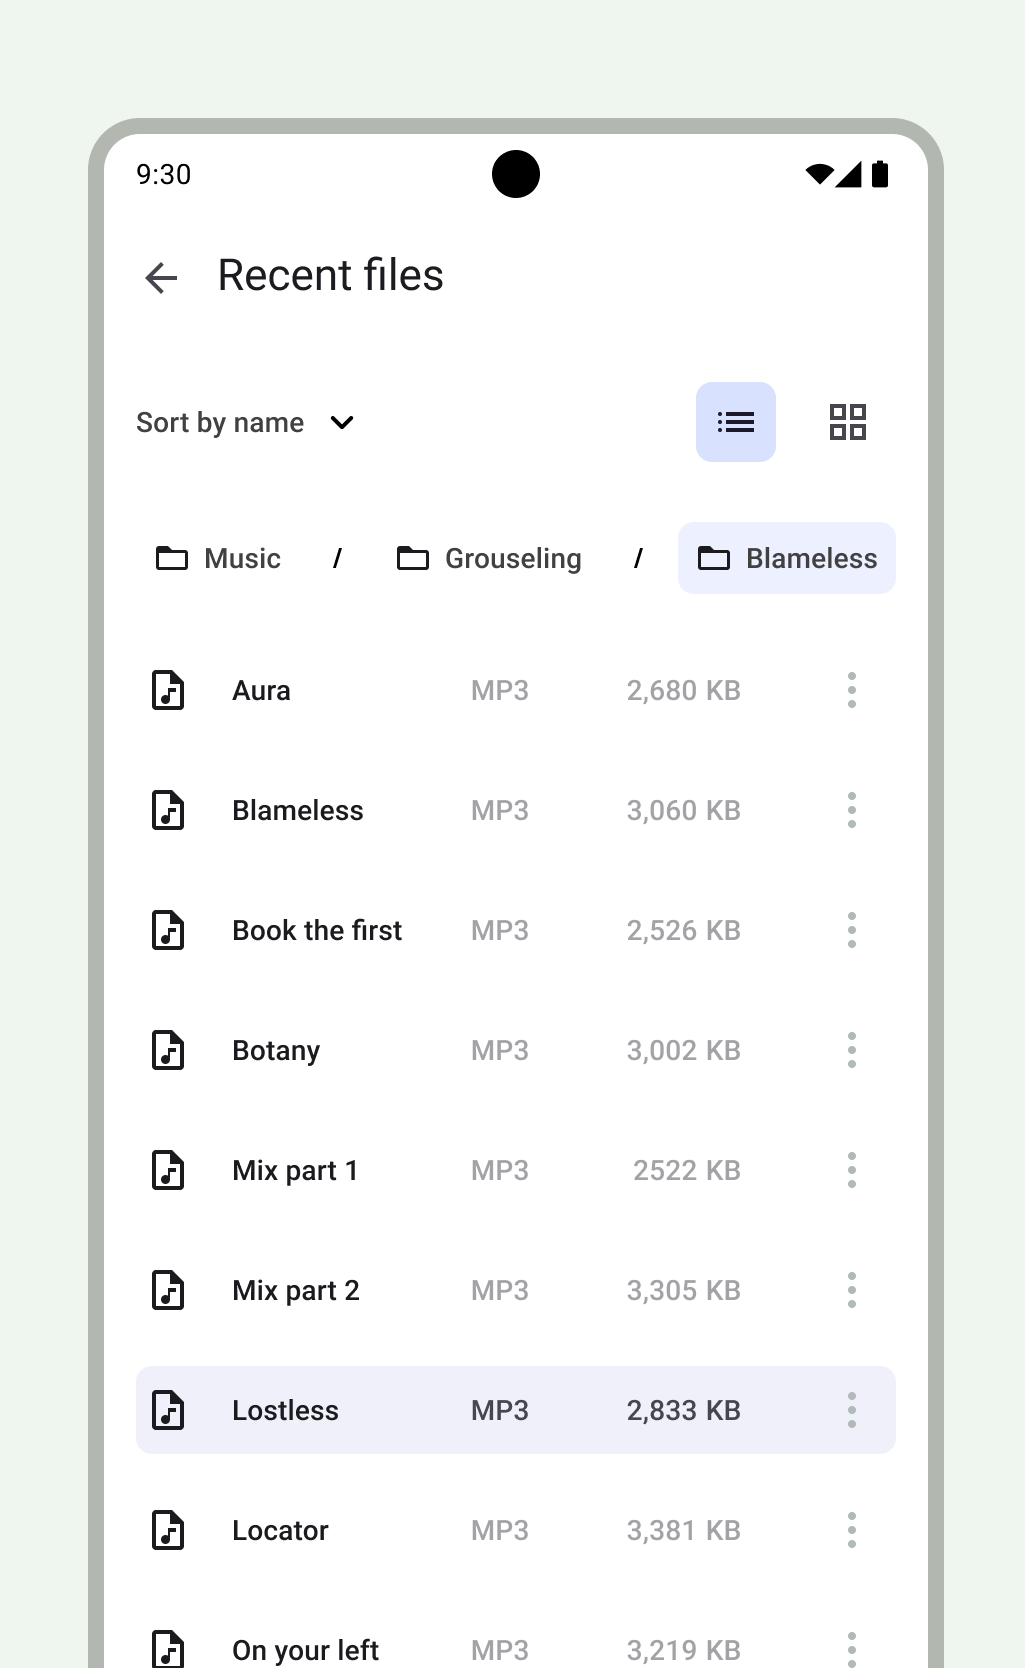 9:30
Recent files
Sort by name
Music / Grouseling / Blameless
Aura MP3 2,680 KB
Blameless MP3 3,060 KB
Book the first MP3 2,526 KB
Botany MP3 3,002 KB
Mix part 1 MP3 2522 KB
Mix part 2 MP3 3,305 KB
Lostless MP3 2,833 KB
Locator MP3 3,381 KB
On your left MP3 3,219 KB